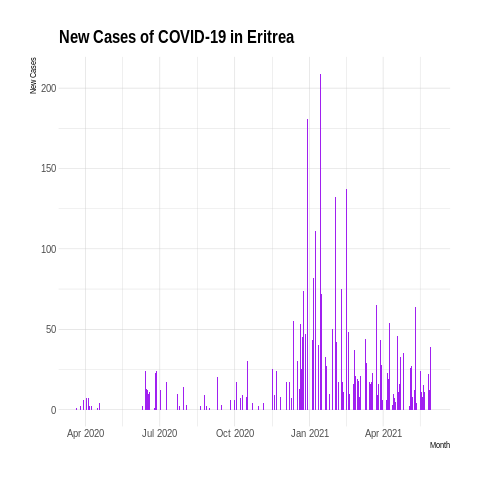 New Cases of COVID-19 in Eritrea
New Cases
200
150
100
50
0
Apr 2020 Jul 2020 Oct 2020 Jan 2021 Apr 2021
Month